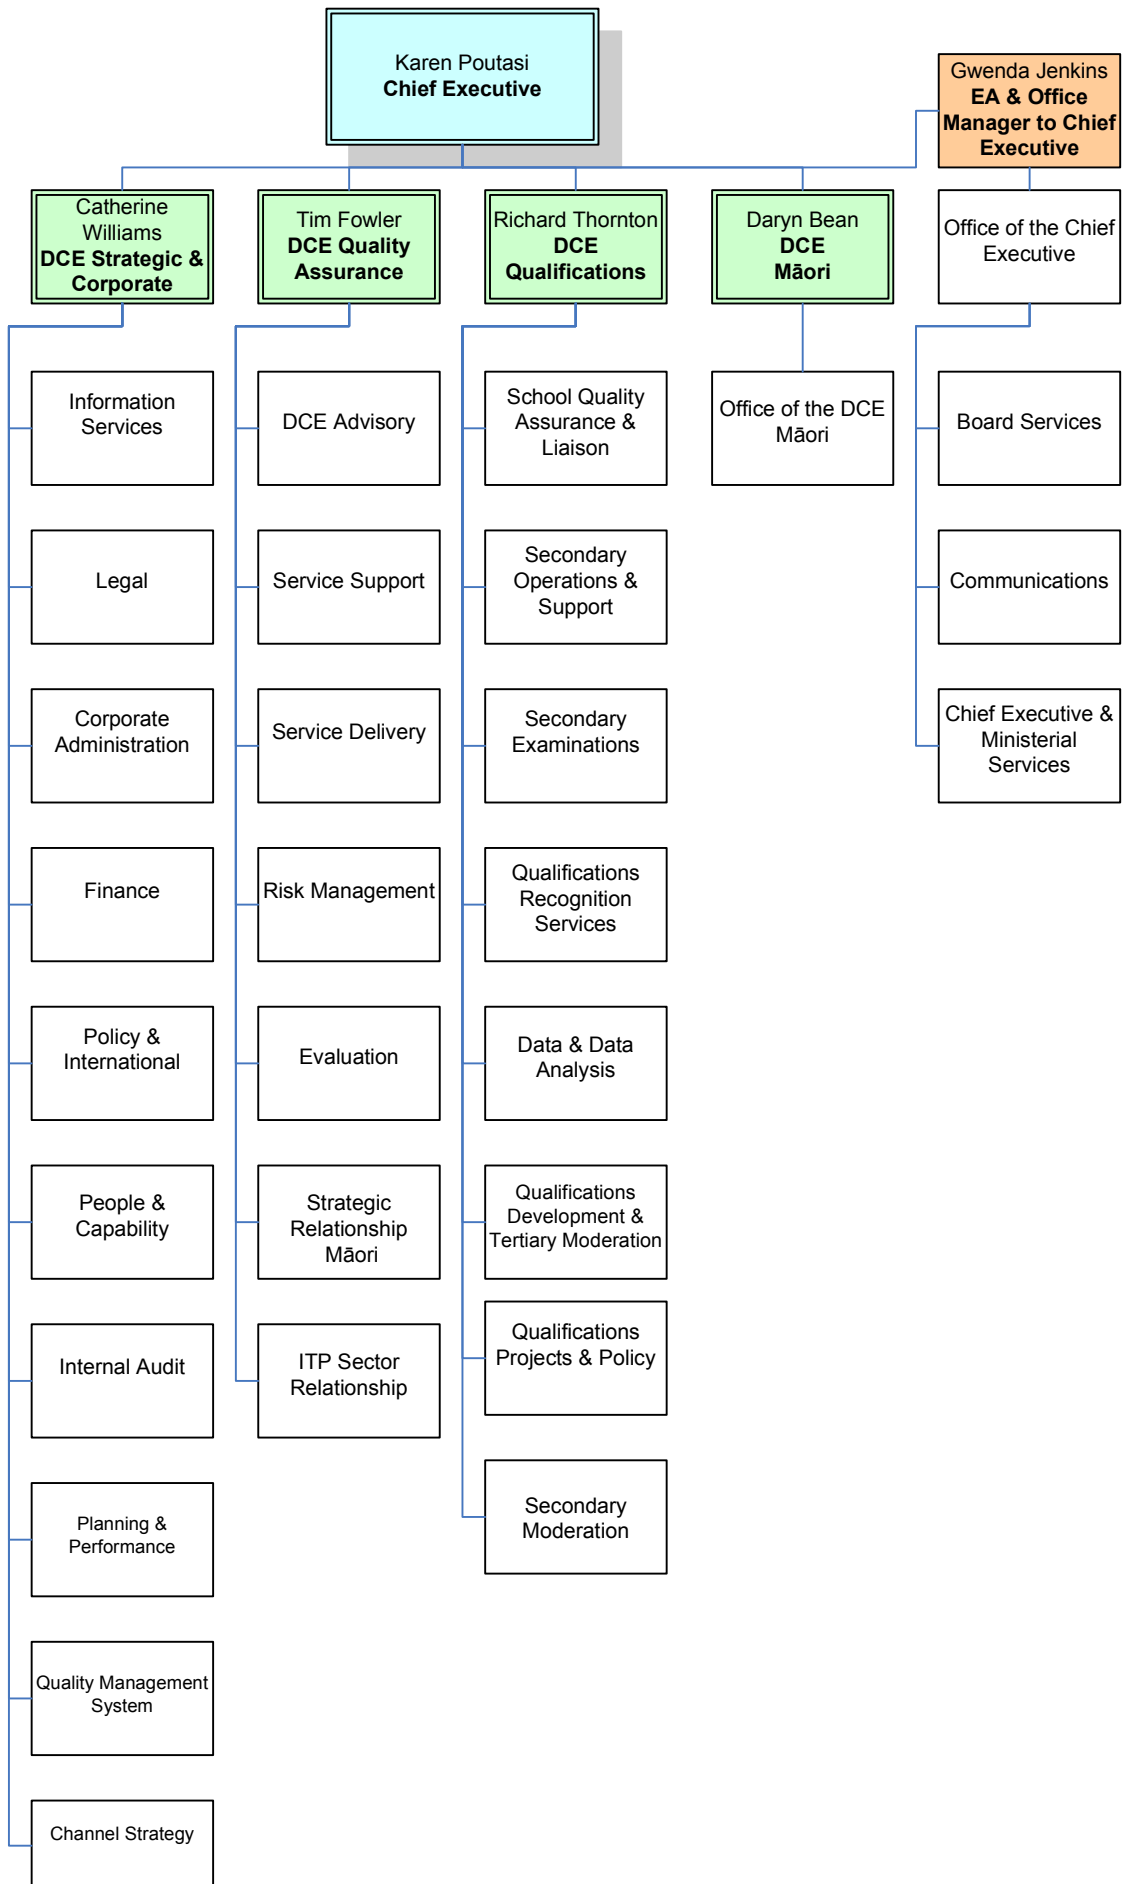 Karen Poutasi
Chief Executive
Gwenda Jenkins
EA & Office
Manager to Chief
Executive
Catherine
Williams
DCE Strategic &
Corporate
Tim Fowler
DCE Quality
Assurance
Richard Thornton
DCE
Qualifications
Daryn Bean
DCE
Māori
Office of the Chief
Executive
Information
Services
Legal
Corporate
Administration
Finance
Policy &
International
People &
Capability
Internal Audit
Planning &
Performance
Quality Management
System
Channel Strategy
DCE Advisory
Service Support
Service Delivery
Risk Management
Evaluation
Strategic
Relationship
Māori
ITP Sector
Relationship
School Quality
Assurance &
Liaison
Secondary
Operations &
Support
Secondary
Examinations
Qualifications
Recognition
Services
Data & Data
Analysis
Qualifications
Development &
Tertiary Moderation
Qualifications
Projects & Policy
Secondary
Moderation
Office of the DCE
Māori
Board Services
Communications
Chief Executive &
Ministerial
Services